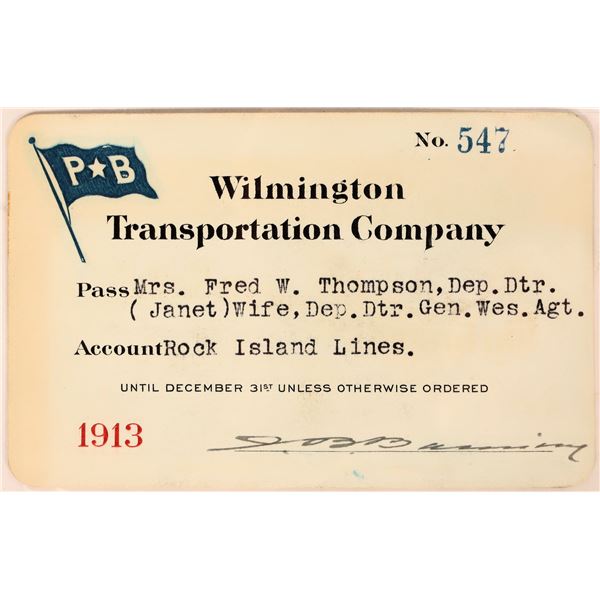 P★B
No. 547
Wilmington
Transportation Company
Pass Mrs. Fred W. Thompson, Dep. Dtr.
(Janet) Wife, Dep. Dtr. Gen. Wes. Agt.
Account Rock Island Lines.
UNTIL DECEMBER 31ST UNLESS OTHERWISE ORDERED
1913
J. B. Banning